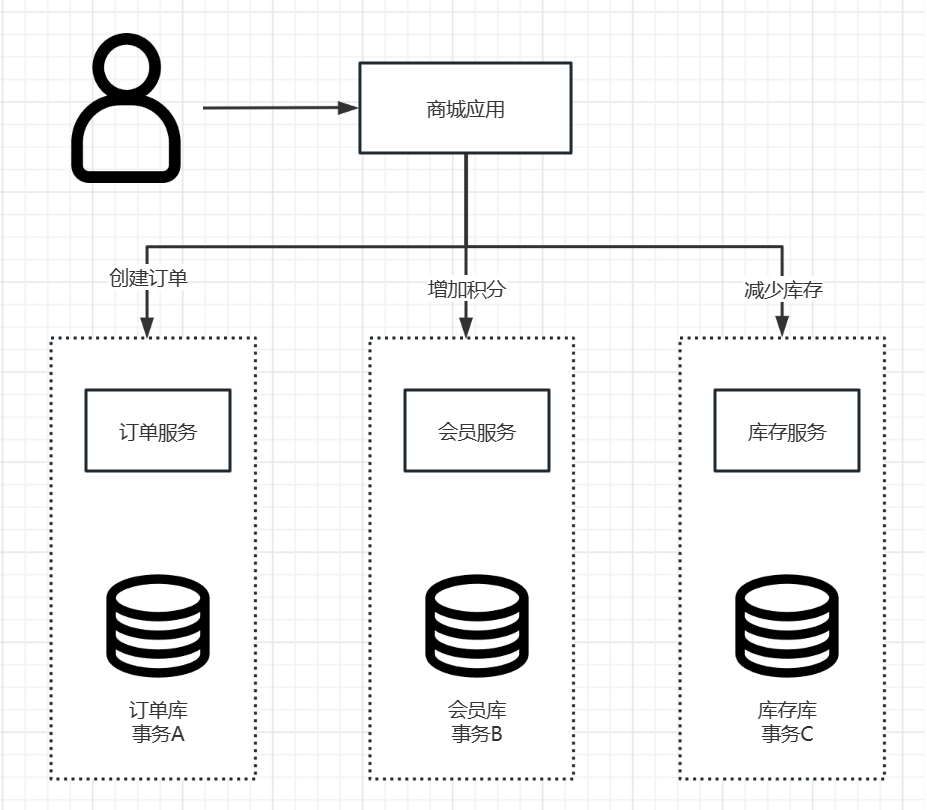 商城应用
创建订单
增加积分
减少库存
订单服务
会员服务
库存服务
订单库
事务A
会员库
事务B
库存库
事务C